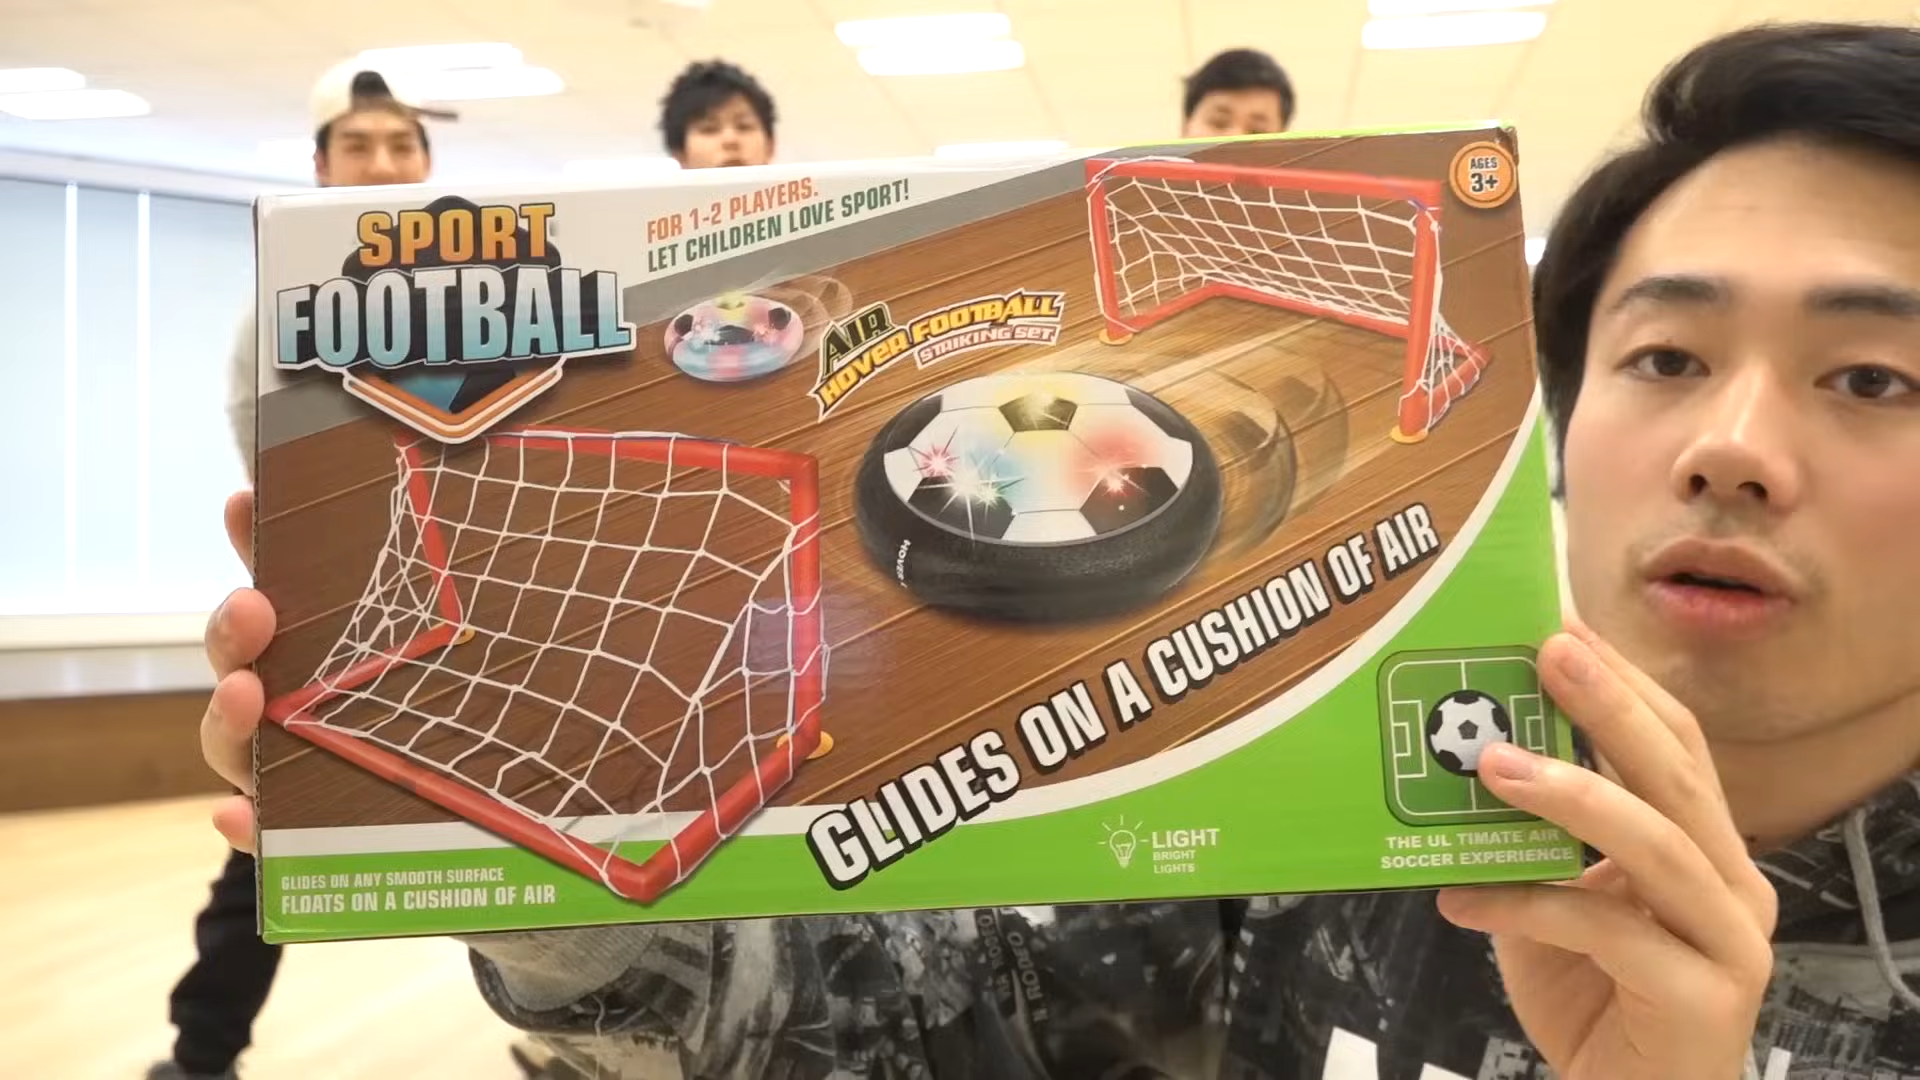 SPORT
FOOTBALL
FOR 1-2 PLAYERS.
LET CHILDREN LOVE SPORT!
AGES
3+
AIR
HOVER FOOTBALL
STRIKING SET
GLIDES ON A CUSHION OF AIR
LIGHT
BRIGHT
LIGHTS
THE UL TIMATE AIR
SOCCER EXPERIENCE
GLIDES ON ANY SMOOTH SURFACE
FLOATS ON A CUSHION OF AIR